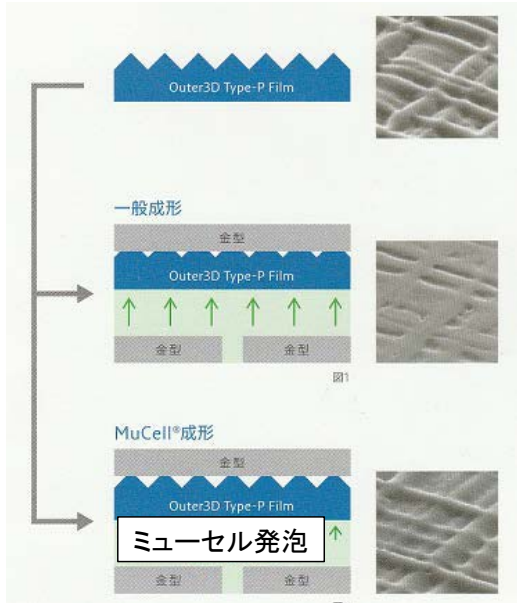 Outer3D Type-P Film
一般成形
金型
Outer3D Type-P Film
金型 金型
図1
MuCell®成形
金型
Outer3D Type-P Film
ミューセル発泡
金型 金型